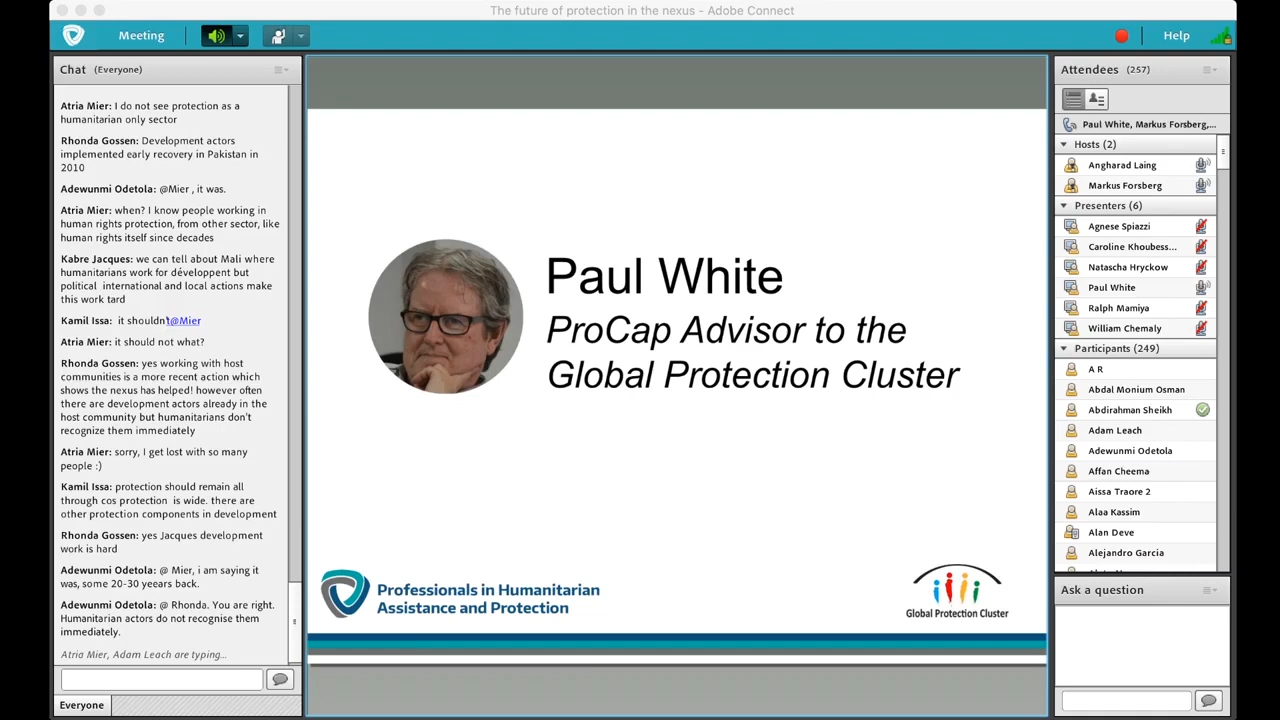 The future of protection in the nexus - Adobe Connect
Meeting
Help
Chat (Everyone)
Atria Mier: I do not see protection as a
humanitarian only sector
Rhonda Gossen: Development actors
implemented early recovery in Pakistan in
2010
Adewunmi Odetola: @Mier , it was.
Atria Mier: when? I know people working in
human rights protection, from other sector, like
human rights itself since decades
Kabre Jacques: we can tell about Mali where
humanitarians work for développent but
political  international and local actions make
this work tard
Kamil Issa:  it shouldn't@Mier
Atria Mier: it should not what?
Rhonda Gossen: yes working with host
communities is a more recent action which
shows the nexus has helped! however often
there are development actors already in the
host community but humanitarians don't
recognize them immediately
Atria Mier: sorry, I get lost with so many
people :)
Kamil Issa: protection should remain all
through cos protection  is wide. there are
other protection components in development
Rhonda Gossen: yes Jacques development
work is hard
Adewunmi Odetola: @ Mier, i am saying it
was, some 20-30 yeears back.
Adewunmi Odetola: @ Rhonda. You are right.
Humanitarian actors do not recognise them
immediately.
Atria Mier, Adam Leach are typing...
Everyone
Paul White
ProCap Advisor to the
Global Protection Cluster
Professionals in Humanitarian
Assistance and Protection
Global Protection Cluster
Attendees (257)
Paul White, Markus Forsberg,...
Hosts (2)
Angharad Laing
Markus Forsberg
Presenters (6)
Agnese Spiazzi
Caroline Khoubess...
Natascha Hryckow
Paul White
Ralph Mamiya
William Chemaly
Participants (249)
A R
Abdal Monium Osman
Abdirahman Sheikh
Adam Leach
Adewunmi Odetola
Affan Cheema
Aissa Traore 2
Alaa Kassim
Alan Deve
Alejandro Garcia
Ask a question